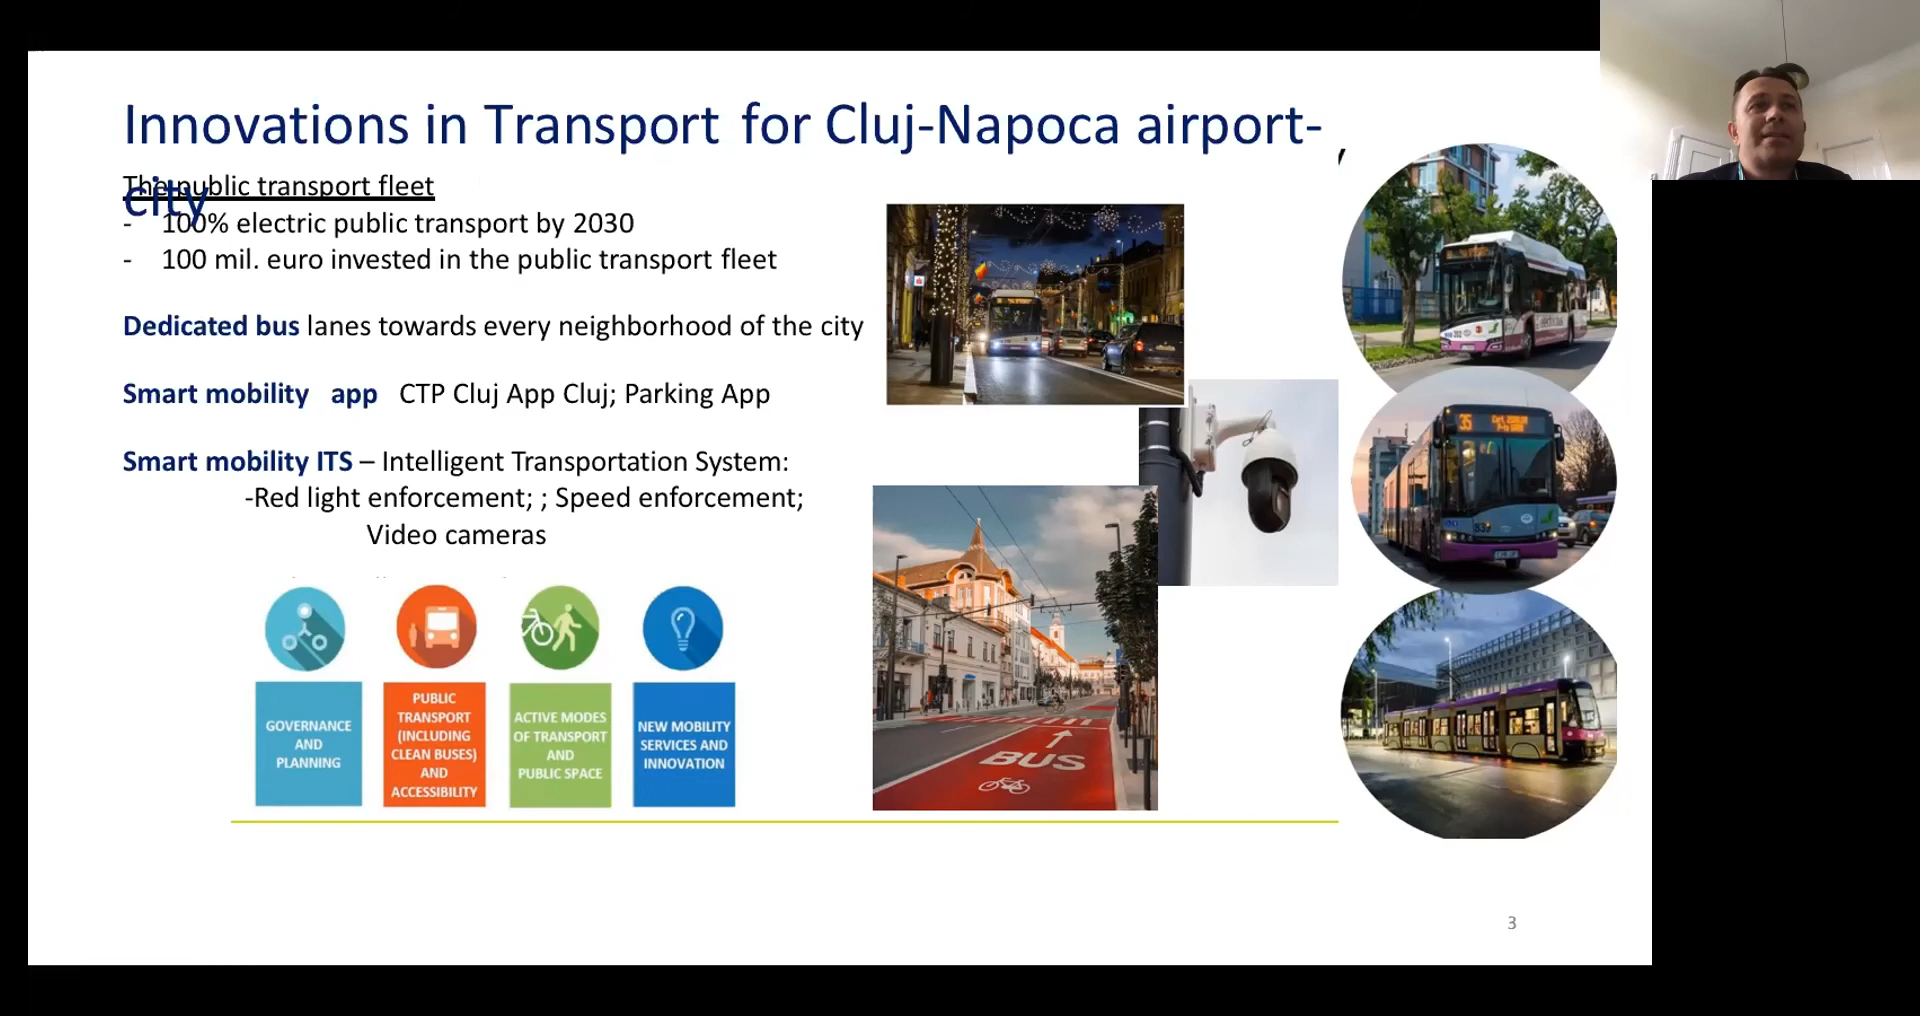 Innovations in Transport for Cluj-Napoca airport-
city
The public transport fleet
- 100% electric public transport by 2030
- 100 mil. euro invested in the public transport fleet
Dedicated bus lanes towards every neighborhood of the city
Smart mobility app CTP Cluj App Cluj; Parking App
Smart mobility ITS – Intelligent Transportation System:
-Red light enforcement; ; Speed enforcement;
Video cameras
GOVERNANCE
AND
PLANNING
PUBLIC
TRANSPORT
(INCLUDING
CLEAN BUSES)
AND
ACCESSIBILITY
ACTIVE MODES
OF TRANSPORT
AND
PUBLIC SPACE
NEW MOBILITY
SERVICES AND
INNOVATION
BUS
35
3